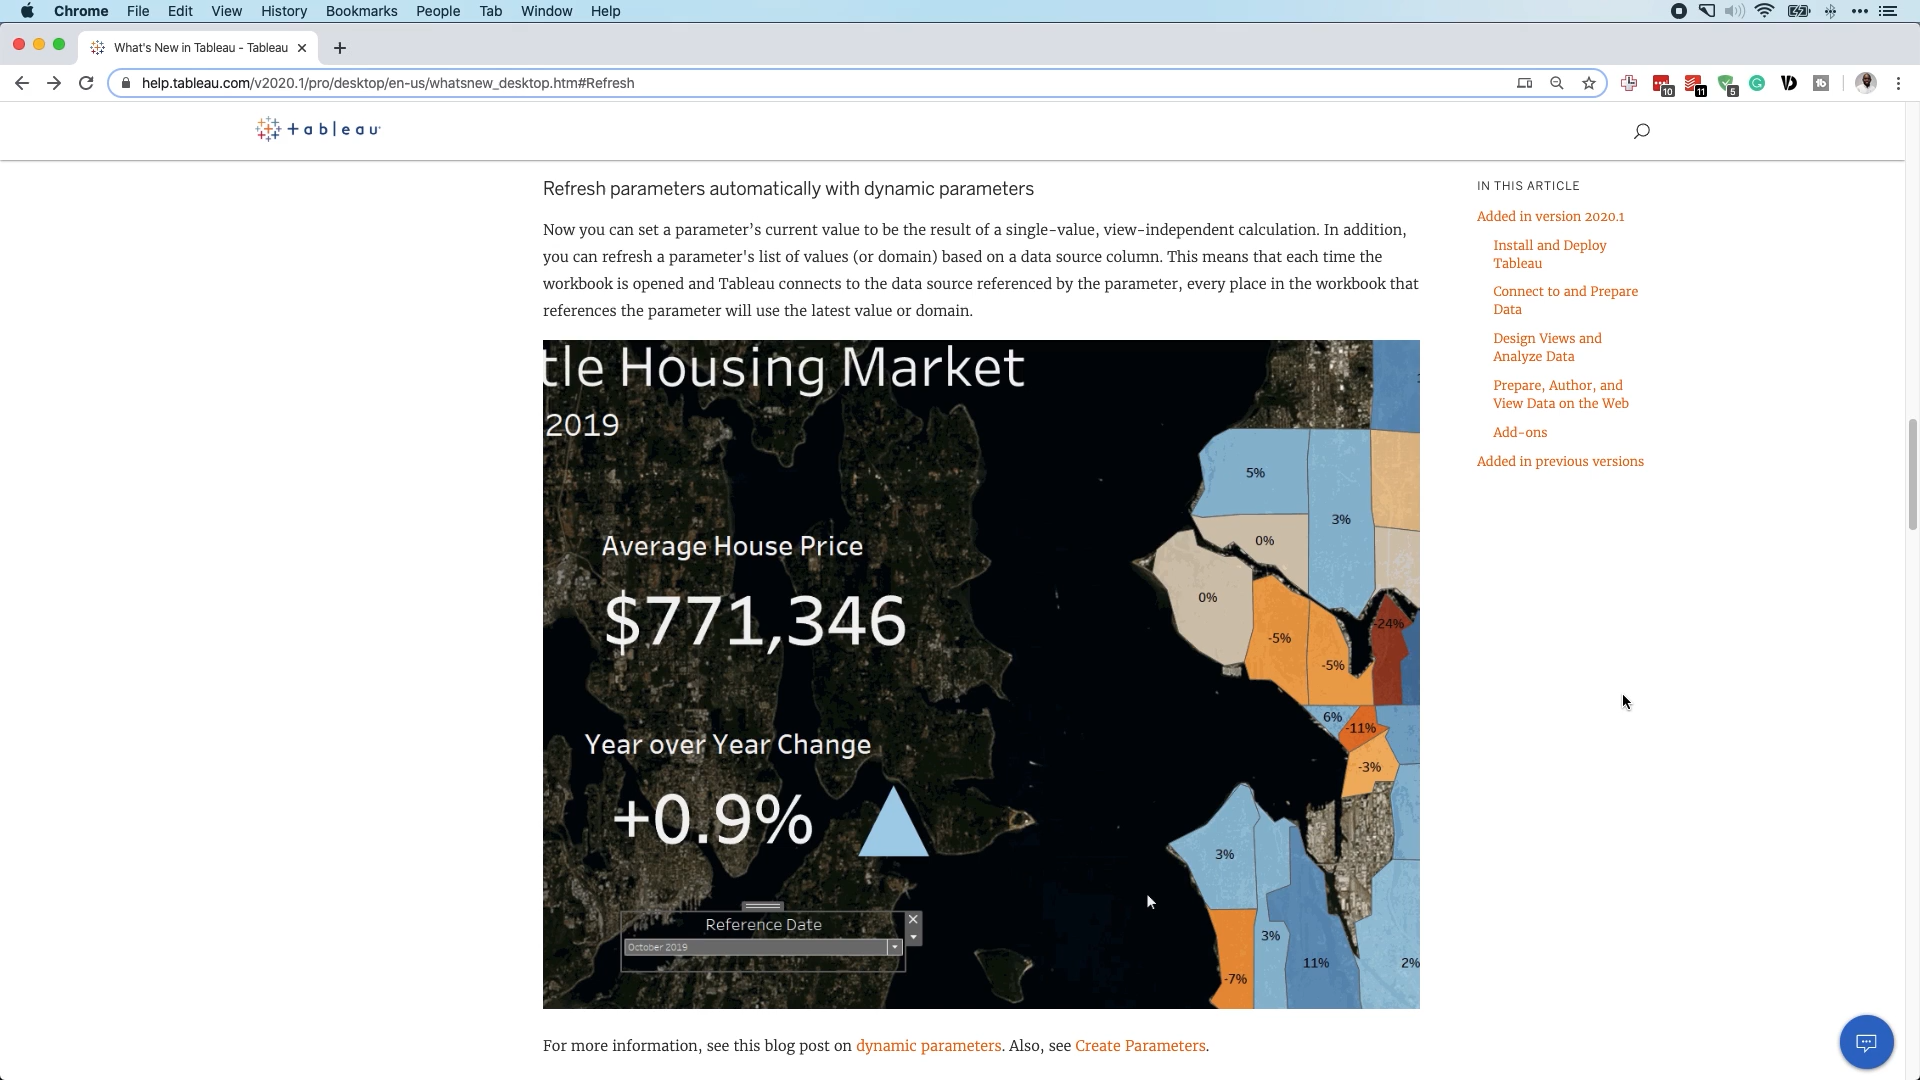 Chrome File Edit View History Bookmarks People Tab Window Help
What's New in Tableau - Tableau
help.tableau.com/v2020.1/pro/desktop/en-us/whatsnew_desktop.htm#Refresh
10
11
5
tb
+ a b l e a u
Refresh parameters automatically with dynamic parameters
Now you can set a parameter’s current value to be the result of a single-value, view-independent calculation. In addition,
you can refresh a parameter's list of values (or domain) based on a data source column. This means that each time the
workbook is opened and Tableau connects to the data source referenced by the parameter, every place in the workbook that
references the parameter will use the latest value or domain.
tle Housing Market
2019
Average House Price
$771,346
Year over Year Change
+0.9%
Reference Date
October 2019
5%
3%
0%
0%
-5%
-24%
-5%
6%
-11%
-3%
3%
3%
11%
2%
-7%
For more information, see this blog post on dynamic parameters. Also, see Create Parameters.
IN THIS ARTICLE
Added in version 2020.1
Install and Deploy
Tableau
Connect to and Prepare
Data
Design Views and
Analyze Data
Prepare, Author, and
View Data on the Web
Add-ons
Added in previous versions